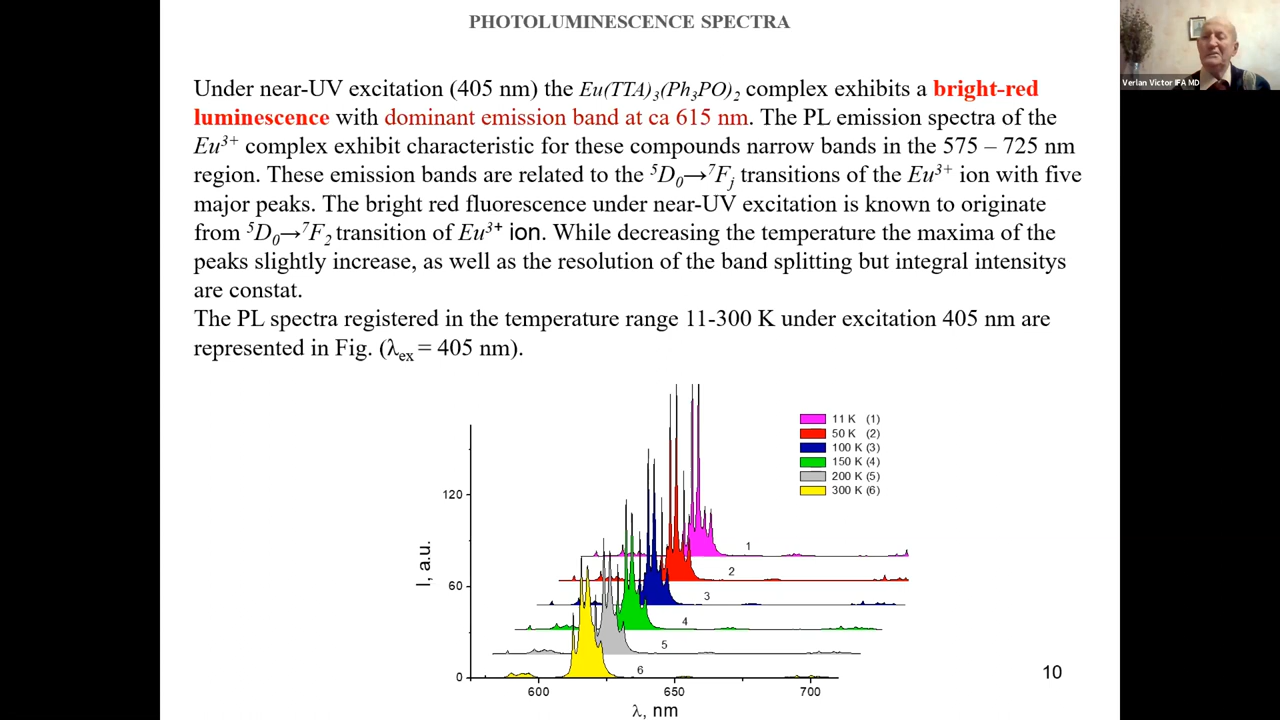 PHOTOLUMINESCENCE SPECTRA
Verlan Victor IFA MD
Under near-UV excitation (405 nm) the Eu(TTA)₃(Ph₃PO)₂ complex exhibits a bright-red
luminescence with dominant emission band at ca 615 nm. The PL emission spectra of the
Eu³⁺ complex exhibit characteristic for these compounds narrow bands in the 575 – 725 nm
region. These emission bands are related to the ⁵D₀→⁷Fⱼ transitions of the Eu³⁺ ion with five
major peaks. The bright red fluorescence under near-UV excitation is known to originate
from ⁵D₀→⁷F₂ transition of Eu³⁺ ion. While decreasing the temperature the maxima of the
peaks slightly increase, as well as the resolution of the band splitting but integral intensitys
are constat.
The PL spectra registered in the temperature range 11-300 K under excitation 405 nm are
represented in Fig. (λex = 405 nm).
11 K (1)
50 K (2)
100 K (3)
150 K (4)
200 K (5)
300 K (6)
I, a.u.
120
60
0
1
2
3
4
5
6
600 650 700
λ, nm
10